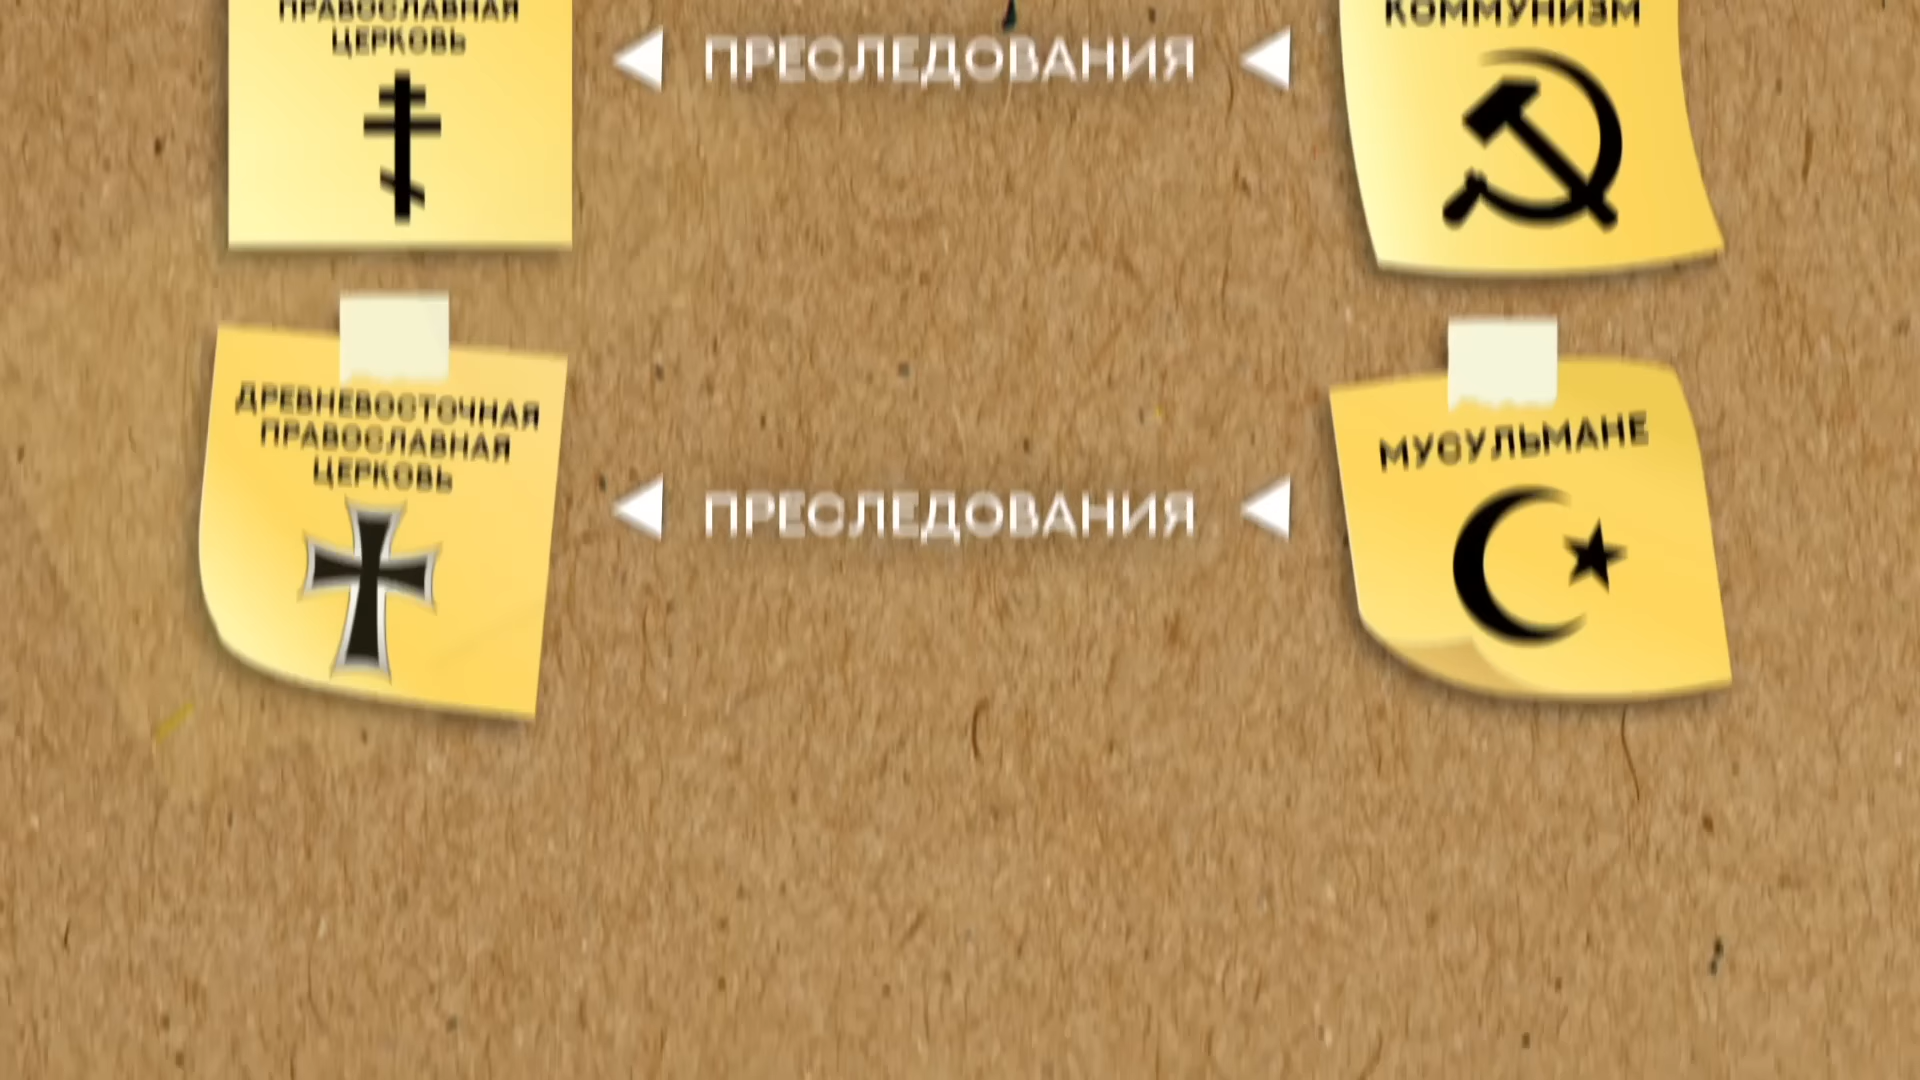 ПРАВОСЛАВНАЯ
ЦЕРКОВЬ
ПРЕСЛЕДОВАНИЯ
КОММУНИЗМ
ДРЕВНЕВОСТОЧНАЯ
ПРАВОСЛАВНАЯ
ЦЕРКОВЬ
ПРЕСЛЕДОВАНИЯ
МУСУЛЬМАНЕ